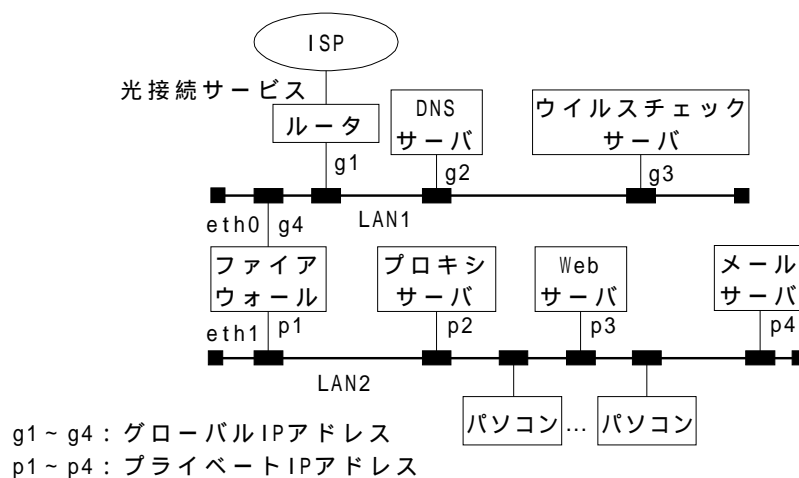 ISP
光接続サービス
ルータ
DNS
サーバ
ウイルスチェック
サーバ
g1
g2
g3
eth0
g4
LAN1
ファイア
ウォール
プロキシ
サーバ
Web
サーバ
メール
サーバ
eth1
p1
p2
p3
p4
LAN2
パソコン
...
パソコン
g1~g4:グローバルIPアドレス
p1~p4:プライベートIPアドレス